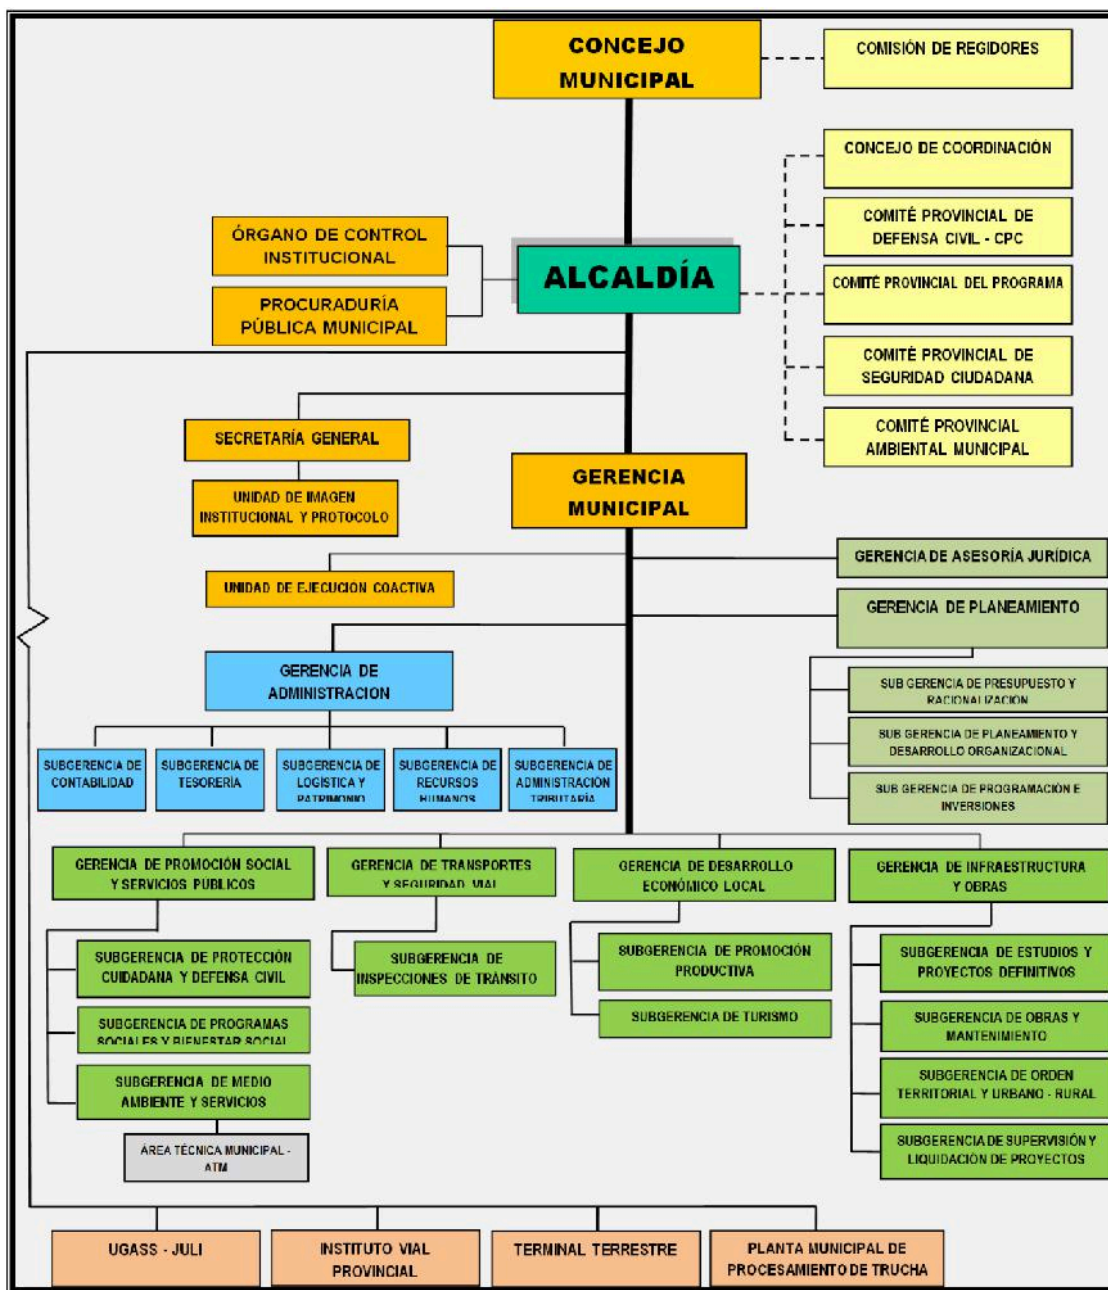 CONCEJO
MUNICIPAL
COMISIÓN DE REGIDORES
CONCEJO DE COORDINACIÓN
COMITÉ PROVINCIAL DE
DEFENSA CIVIL - CPC
COMITÉ PROVINCIAL DEL PROGRAMA
COMITÉ PROVINCIAL DE
SEGURIDAD CIUDADANA
COMITÉ PROVINCIAL
AMBIENTAL MUNICIPAL
ÓRGANO DE CONTROL
INSTITUCIONAL
PROCURADURÍA
PÚBLICA MUNICIPAL
ALCALDÍA
SECRETARÍA GENERAL
UNIDAD DE IMAGEN
INSTITUCIONAL Y PROTOCOLO
GERENCIA
MUNICIPAL
UNIDAD DE EJECUCIÓN COACTIVA
GERENCIA DE ASESORÍA JURÍDICA
GERENCIA DE PLANEAMIENTO
SUB GERENCIA DE PRESUPUESTO Y
RACIONALIZACIÓN
SUB GERENCIA DE PLANEAMIENTO Y
DESARROLLO ORGANIZACIONAL
SUB GERENCIA DE PROGRAMACIÓN E
INVERSIONES
GERENCIA DE
ADMINISTRACION
SUBGERENCIA DE
CONTABILIDAD
SUBGERENCIA DE
TESORERÍA
SUBGERENCIA DE
LOGÍSTICA Y
PATRIMONIO
SUBGERENCIA DE
RECURSOS
HUMANOS
SUBGERENCIA DE
ADMINISTRACIÓN
TRIBUTARÍA
GERENCIA DE PROMOCIÓN SOCIAL
Y SERVICIOS PÚBLICOS
SUBGERENCIA DE PROTECCIÓN
CUIDADANA Y DEFENSA CIVIL
SUBGERENCIA DE PROGRAMAS
SOCIALES Y BIENESTAR SOCIAL
SUBGERENCIA DE MEDIO
AMBIENTE Y SERVICIOS
ÁREA TÉCNICA MUNICIPAL -
ATM
GERENCIA DE TRANSPORTES
Y SEGURIDAD VIAL
SUBGERENCIA DE
INSPECCIONES DE TRÁNSITO
GERENCIA DE DESARROLLO
ECONÓMICO LOCAL
SUBGERENCIA DE PROMOCIÓN
PRODUCTIVA
SUBGERENCIA DE TURISMO
GERENCIA DE INFRAESTRUCTURA
Y OBRAS
SUBGERENCIA DE ESTUDIOS Y
PROYECTOS DEFINITIVOS
SUBGERENCIA DE OBRAS Y
MANTENIMIENTO
SUBGERENCIA DE ORDEN
TERRITORIAL Y URBANO - RURAL
SUBGERENCIA DE SUPERVISIÓN Y
LIQUIDACIÓN DE PROYECTOS
UGASS - JULI
INSTITUTO VIAL
PROVINCIAL
TERMINAL TERRESTRE
PLANTA MUNICIPAL DE
PROCESAMIENTO DE TRUCHA